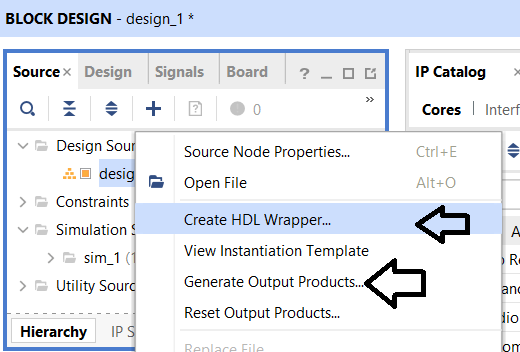 BLOCK DESIGN - design_1 *
Source Design Signals Board ? IP Catalog
0 » Cores Interf
Design Sour
desig
Constraints
Simulation S
sim_1 (1
Utility Sourc
Hierarchy IP S
Source Node Properties... Ctrl+E
Open File Alt+O
Create HDL Wrapper...
View Instantiation Template
Generate Output Products...
Reset Output Products...
Replace File